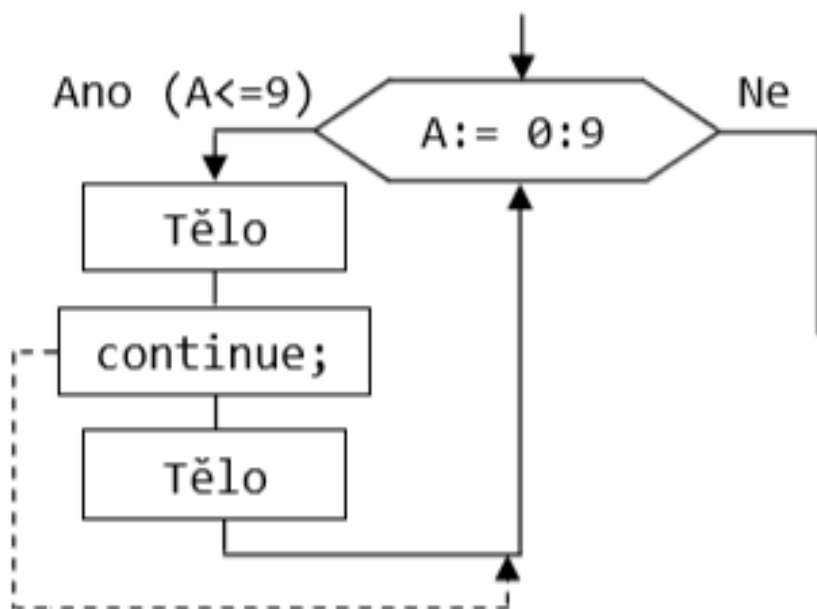 Ano (A<=9)
A:= 0:9
Ne
Tělo
continue;
Tělo